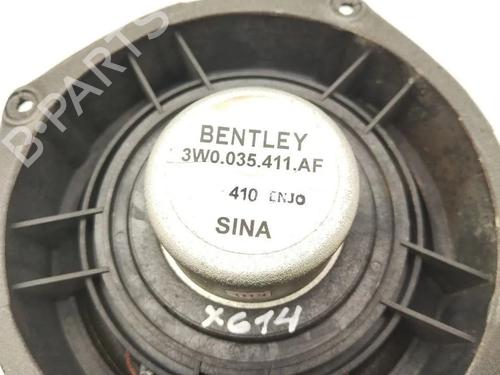 B-PARTS
BENTLEY
3W0.035.411.AF
410 ENJO
SINA
X614